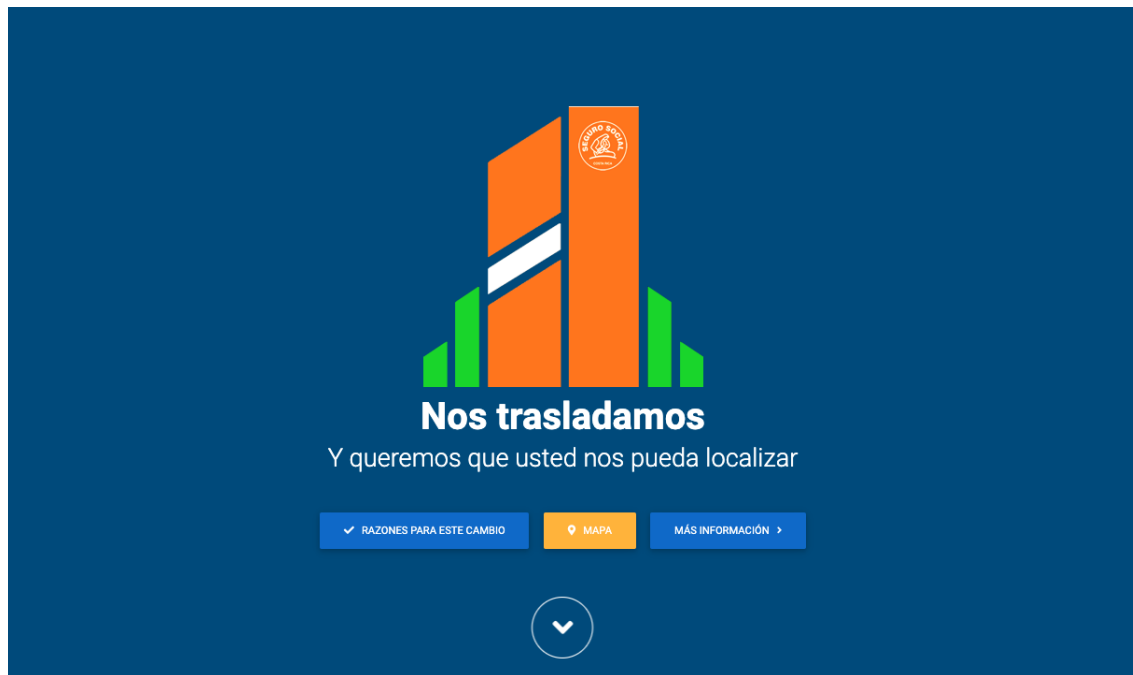 SEGURO SOCIAL
Nos trasladamos
Y queremos que usted nos pueda localizar
RAZONES PARA ESTE CAMBIO
MAPA
MÁS INFORMACIÓN